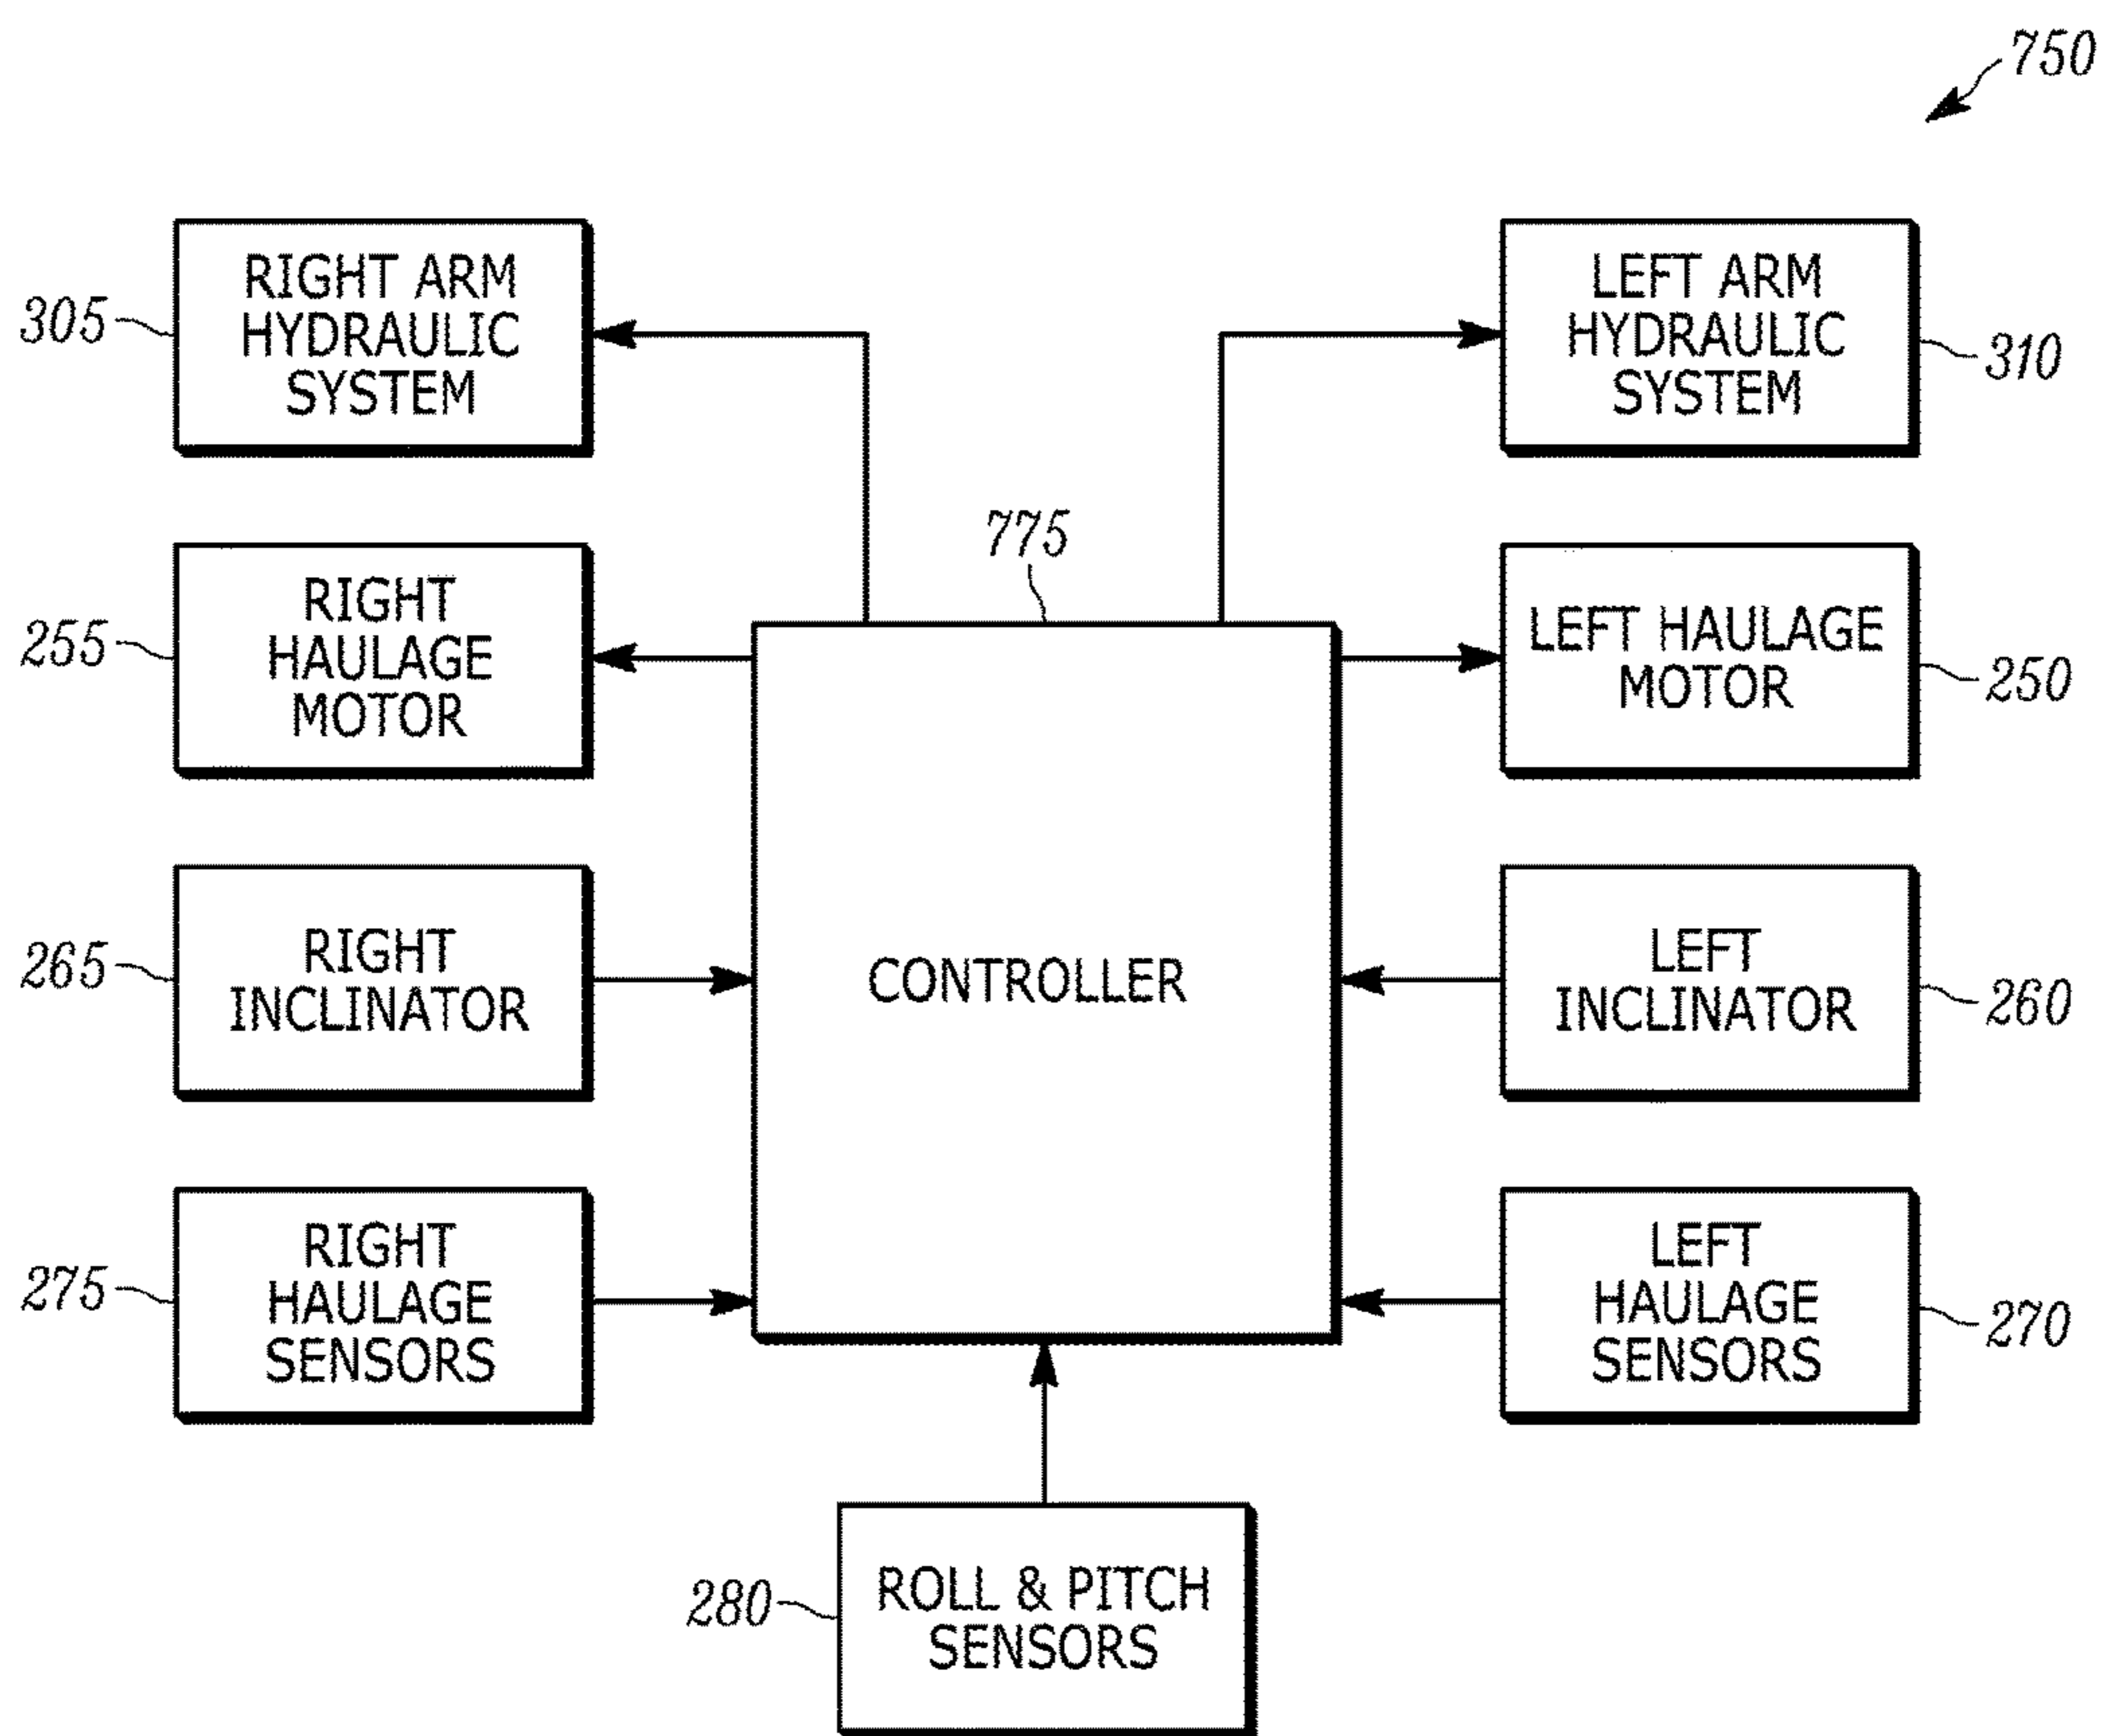 750
RIGHT ARM
HYDRAULIC
SYSTEM
305
LEFT ARM
HYDRAULIC
SYSTEM
310
775
RIGHT
HAULAGE
MOTOR
255
LEFT HAULAGE
MOTOR
250
CONTROLLER
RIGHT
INCLINATOR
265
LEFT
INCLINATOR
260
RIGHT
HAULAGE
SENSORS
275
LEFT
HAULAGE
SENSORS
270
ROLL & PITCH
SENSORS
280